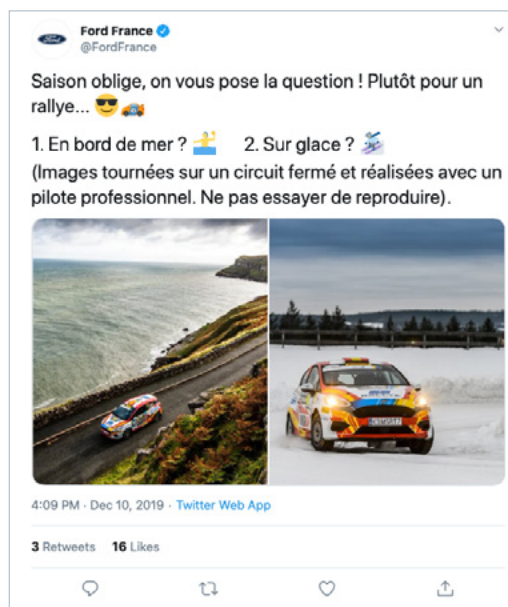 Ford France
@FordFrance
Saison oblige, on vous pose la question ! Plutôt pour un
rallye... 😎🏎️
1. En bord de mer ? 🤽 2. Sur glace ? ⛷️
(Images tournées sur un circuit fermé et réalisées avec un
pilote professionnel. Ne pas essayer de reproduire).
4:09 PM · Dec 10, 2019 · Twitter Web App
3 Retweets 16 Likes